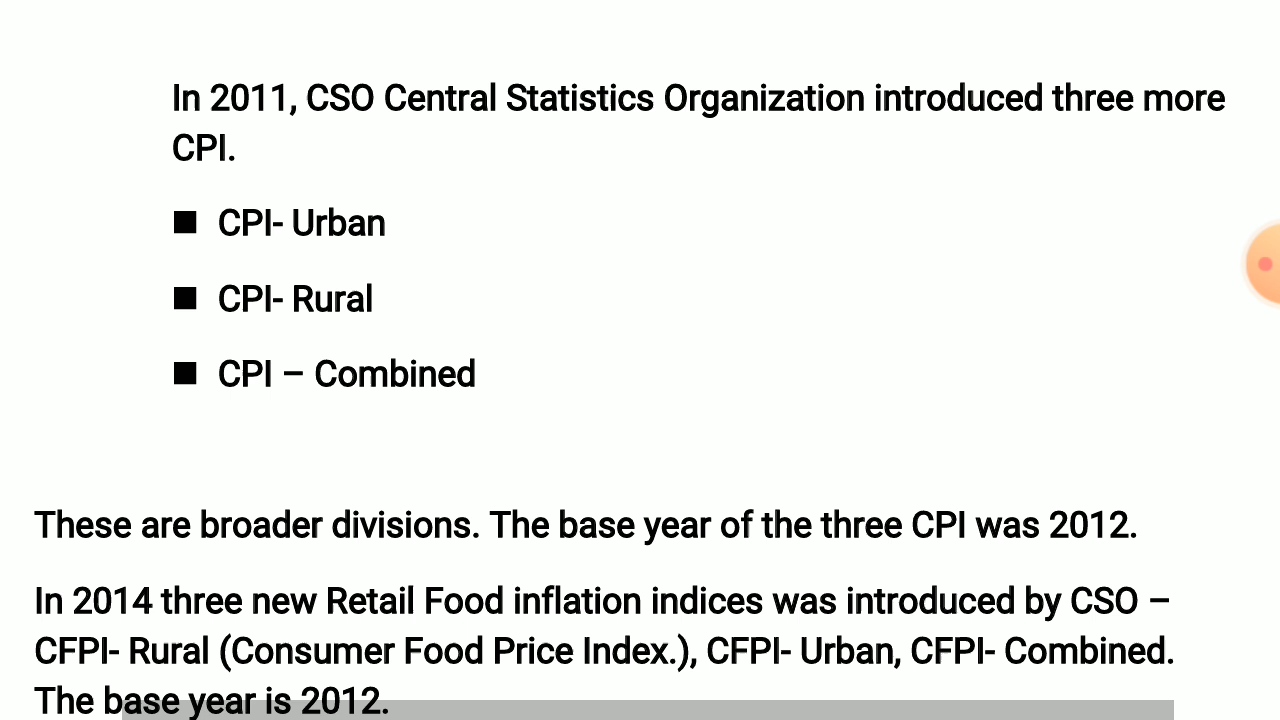 In 2011, CSO Central Statistics Organization introduced three more
CPI.
■ CPI- Urban
■ CPI- Rural
■ CPI – Combined
These are broader divisions. The base year of the three CPI was 2012.
In 2014 three new Retail Food inflation indices was introduced by CSO –
CFPI- Rural (Consumer Food Price Index.), CFPI- Urban, CFPI- Combined.
The base year is 2012.